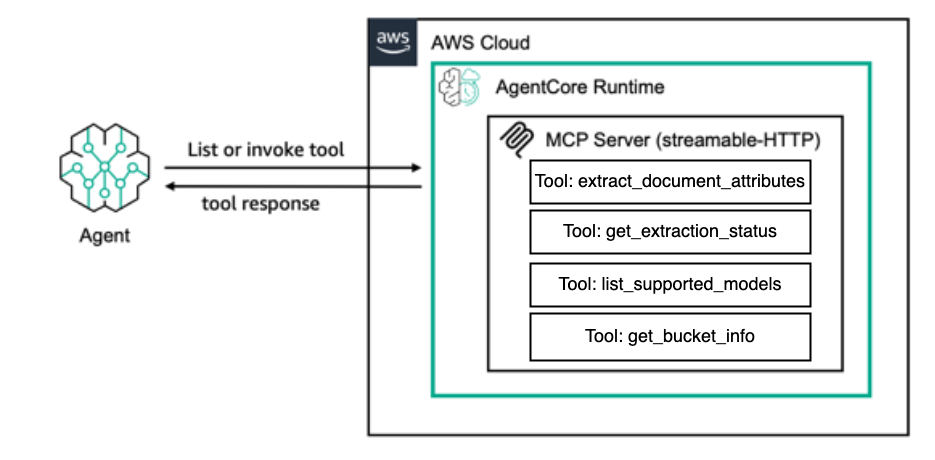 aws
AWS Cloud
AgentCore Runtime
MCP Server (streamable-HTTP)
List or invoke tool
tool response
Agent
Tool: extract_document_attributes
Tool: get_extraction_status
Tool: list_supported_models
Tool: get_bucket_info